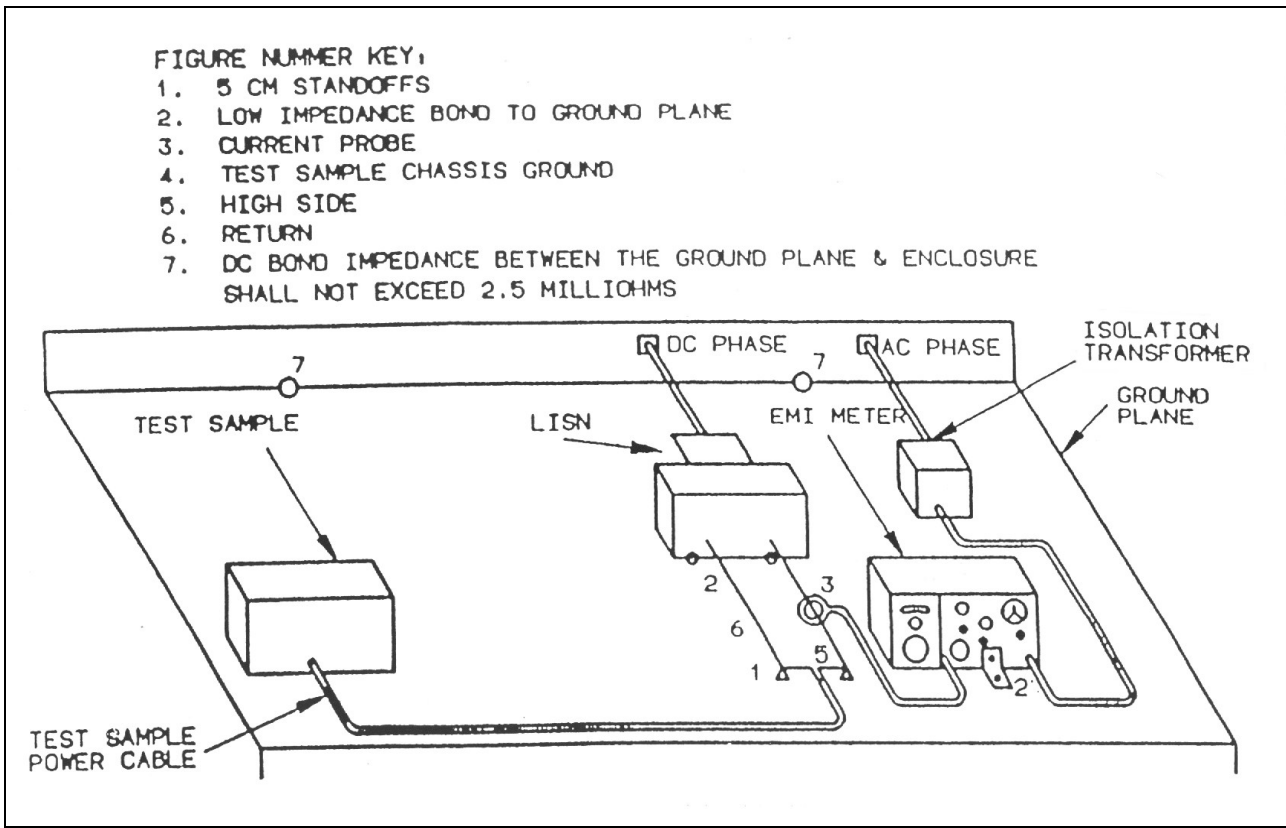 FIGURE NUMMER KEY:
1. 5 CM STANDOFFS
2. LOW IMPEDANCE BOND TO GROUND PLANE
3. CURRENT PROBE
4. TEST SAMPLE CHASSIS GROUND
5. HIGH SIDE
6. RETURN
7. DC BOND IMPEDANCE BETWEEN THE GROUND PLANE & ENCLOSURE
SHALL NOT EXCEED 2.5 MILLIOHMS
DC PHASE
AC PHASE
ISOLATION
TRANSFORMER
7
7
GROUND
PLANE
TEST SAMPLE
LISN
EMI METER
2
3
6
1
5
2
TEST SAMPLE
POWER CABLE